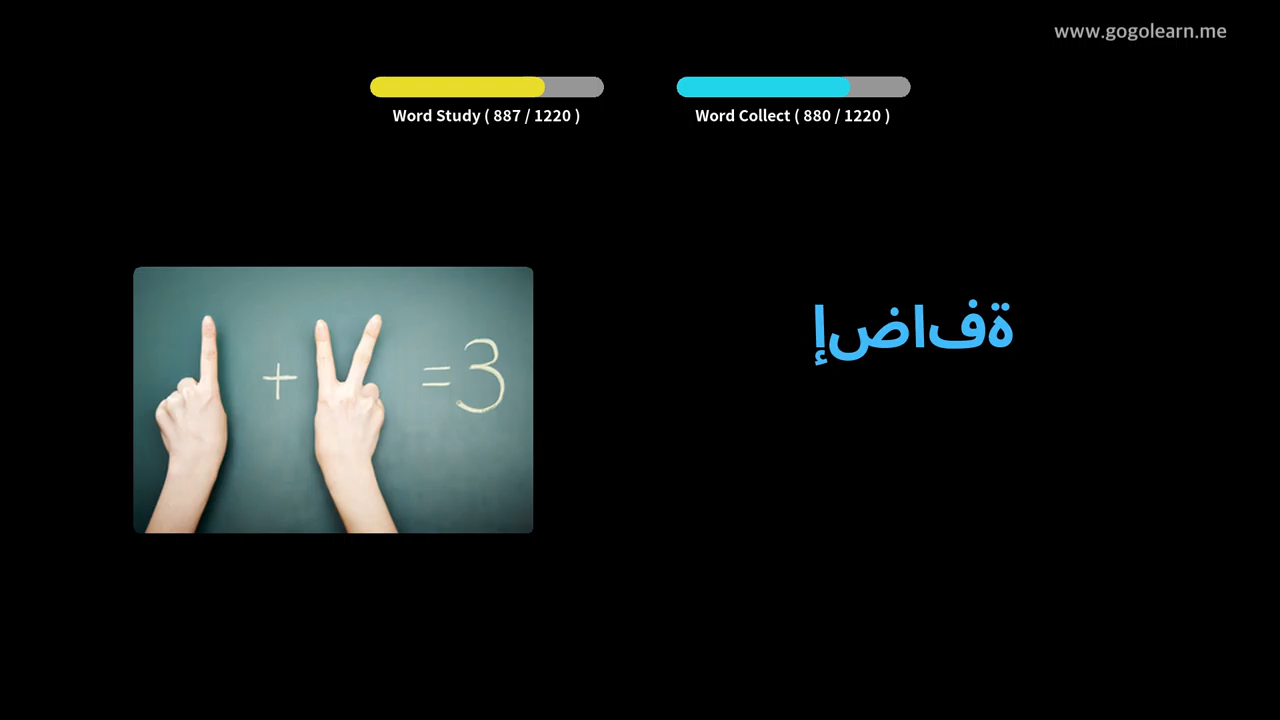 www.gogolearn.me
Word Study ( 887 / 1220 )
Word Collect ( 880 / 1220 )
ةفاضإ
+ =3